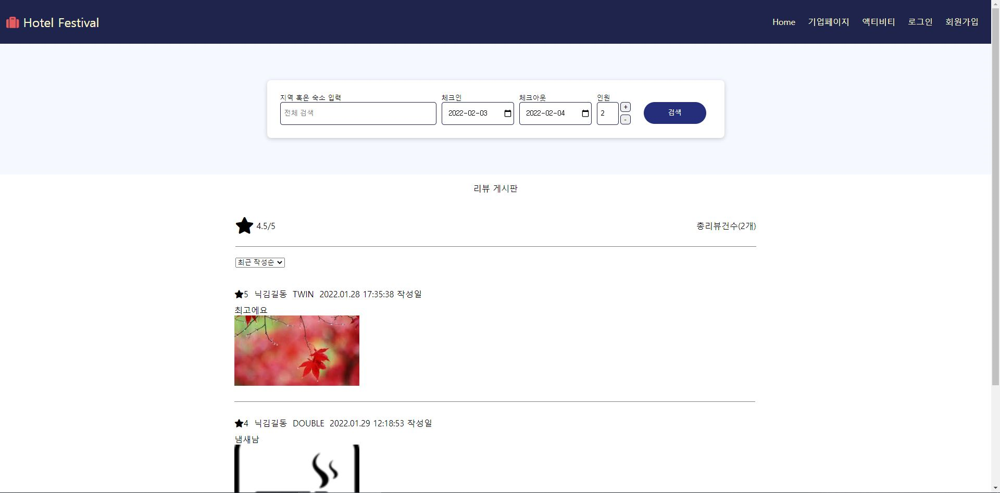 Hotel Festival
Home 기업페이지 액티비티 로그인 회원가입
지역 혹은 숙소 입력 체크인 체크아웃 인원
전체 검색 2022-02-03 2022-02-04 2 + - 검색
리뷰 게시판
4.5/5 총리뷰건수(2개)
최근 작성순
5 닉김길동 TWIN 2022.01.28 17:35:38 작성일
최고에요
4 닉김길동 DOUBLE 2022.01.29 12:18:53 작성일
냄새남